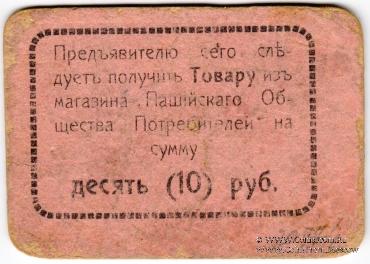 Предъявителю сего слѣ-
дуетъ получить Товару изъ
магазина Пашійскаго Об-
щества Потребителей на
сумму
десять (10) руб.